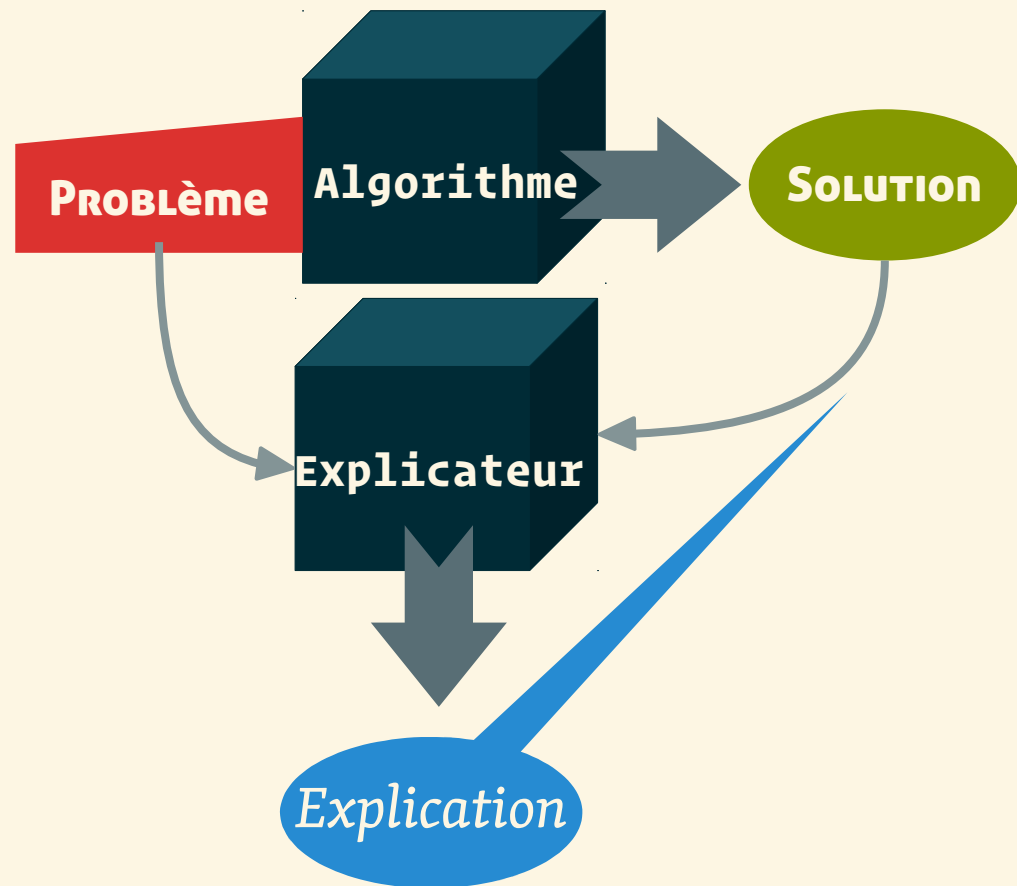 Problème
Algorithme
Solution
Explicateur
Explication